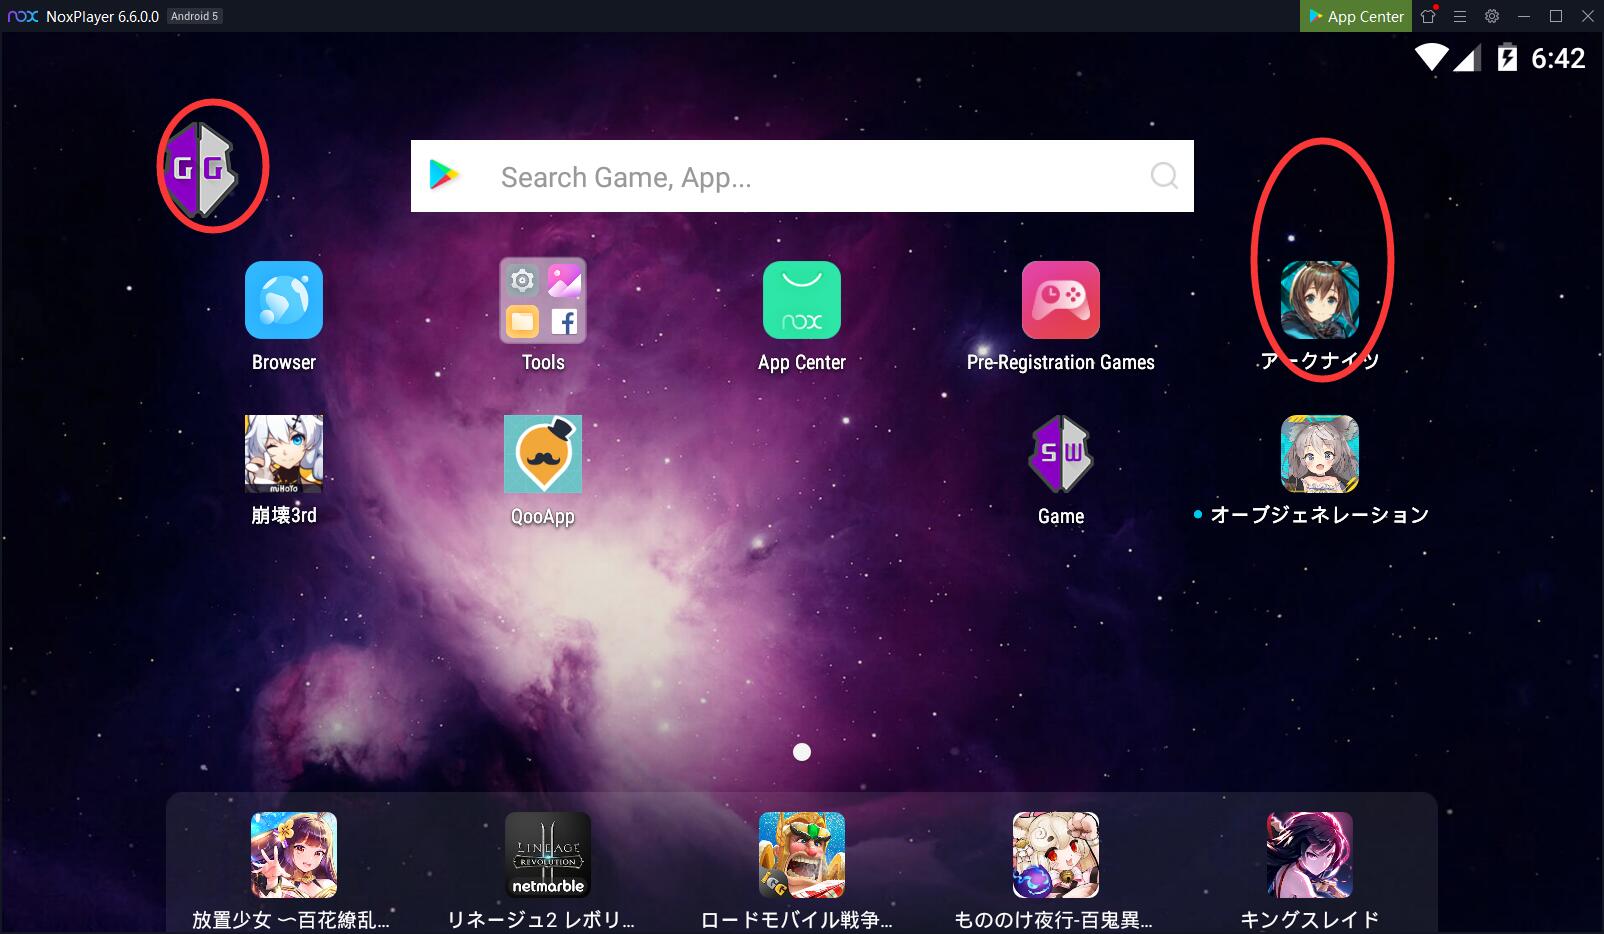 nox NoxPlayer 6.6.0.0 Android 5
App Center
6:42
G G
Search Game, App...
nox
Browser
Tools
App Center
Pre-Registration Games
アークナイツ
miHoYo
S W
崩壊3rd
QooApp
Game
オーブジェネレーション
LINEAGE
REVOLUTION
netmarble
IGG
放置少女 〜百花繚乱...
リネージュ2 レボリ...
ロードモバイル戦争...
もののけ夜行-百鬼異...
キングスレイド